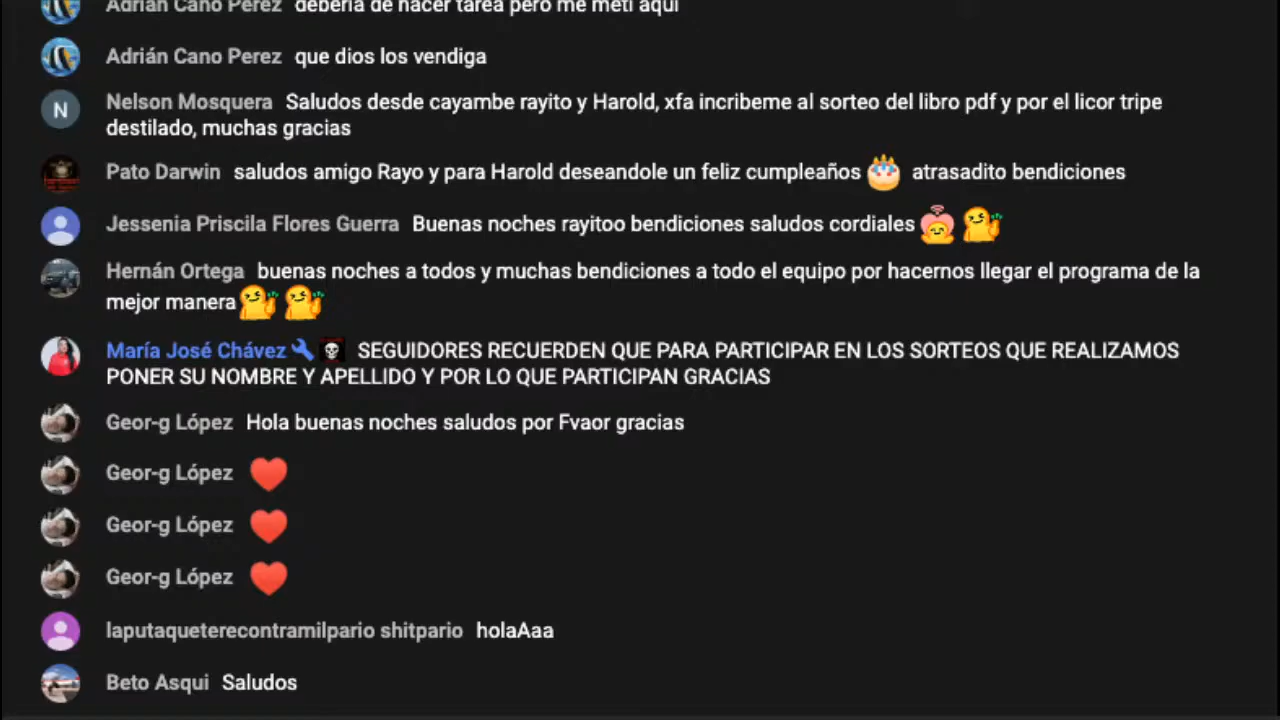 Adrián Cano Perez debería de hacer tarea pero me metí aquí
Adrián Cano Perez que dios los vendiga
N Nelson Mosquera Saludos desde cayambe rayito y Harold, xfa incribeme al sorteo del libro pdf y por el licor tripe
destilado, muchas gracias
Pato Darwin saludos amigo Rayo y para Harold deseandole un feliz cumpleaños 🎂 atrasadito bendiciones
Jessenia Priscila Flores Guerra Buenas noches rayitoo bendiciones saludos cordiales
Hernán Ortega buenas noches a todos y muchas bendiciones a todo el equipo por hacernos llegar el programa de la
mejor manera
María José Chávez SEGUIDORES RECUERDEN QUE PARA PARTICIPAR EN LOS SORTEOS QUE REALIZAMOS
PONER SU NOMBRE Y APELLIDO Y POR LO QUE PARTICIPAN GRACIAS
Geor-g López Hola buenas noches saludos por Fvaor gracias
Geor-g López ❤️
Geor-g López ❤️
Geor-g López ❤️
laputaqueterecontramilpario shitpario holaAaa
Beto Asqui Saludos